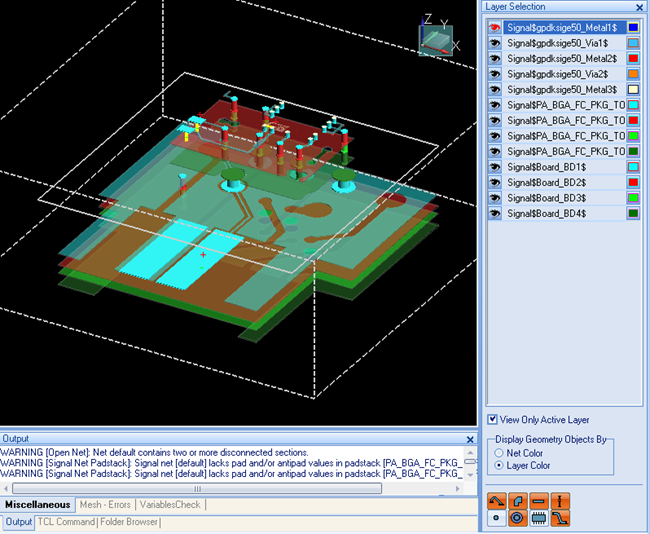 Layer Selection
Signal$gpdksige50_Metal1$
Signal$gpdksige50_Via1$
Signal$gpdksige50_Metal2$
Signal$gpdksige50_Via2$
Signal$gpdksige50_Metal3$
Signal$PA_BGA_FC_PKG_TO
Signal$PA_BGA_FC_PKG_TO
Signal$PA_BGA_FC_PKG_TO
Signal$PA_BGA_FC_PKG_TO
Signal$Board_BD1$
Signal$Board_BD2$
Signal$Board_BD3$
Signal$Board_BD4$
Z
Y
X
View Only Active Layer
Display Geometry Objects By
Net Color
Layer Color
Output
WARNING [Open Net]: Net default contains two or more disconnected sections.
WARNING [Signal Net Padstack]: Signal net [default] lacks pad and/or antipad values in padstack [PA_BGA_FC_PKG_
WARNING [Signal Net Padstack]: Signal net [default] lacks pad and/or antipad values in padstack [PA_BGA_FC_PKG_
Miscellaneous Mesh - Errors VariablesCheck
Output TCL Command Folder Browser